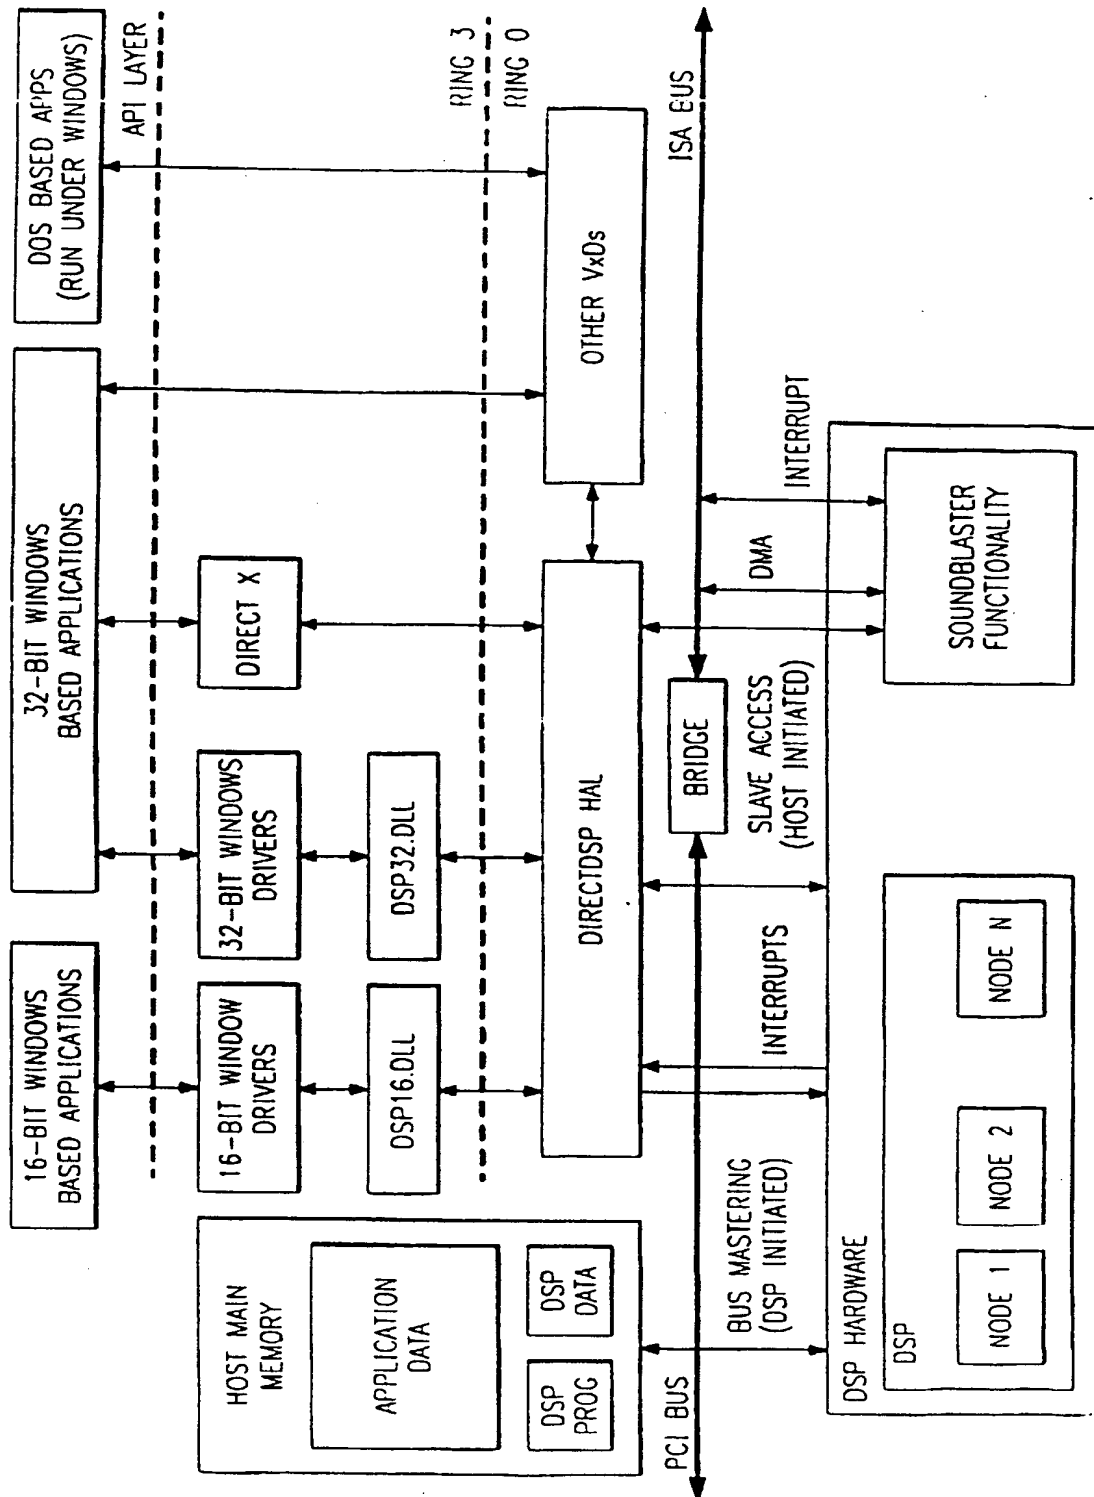 16-BIT WINDOWS
BASED APPLICATIONS
32-BIT WINDOWS
BASED APPLICATIONS
DOS BASED APPS
(RUN UNDER WINDOWS)
API LAYER
HOST MAIN
MEMORY
APPLICATION
DATA
DSP
PROG
DSP
DATA
16-BIT WINDOW
DRIVERS
32-BIT WINDOWS
DRIVERS
DIRECT X
DSP16.DLL
DSP32.DLL
RING 3
RING 0
DIRECTDSP HAL
OTHER VxDs
PCI BUS
BRIDGE
ISA BUS
BUS MASTERING
(DSP INITIATED)
INTERRUPTS
SLAVE ACCESS
(HOST INITIATED)
DMA
INTERRUPT
DSP HARDWARE
DSP
NODE 1
NODE 2
NODE N
SOUNDBLASTER
FUNCTIONALITY